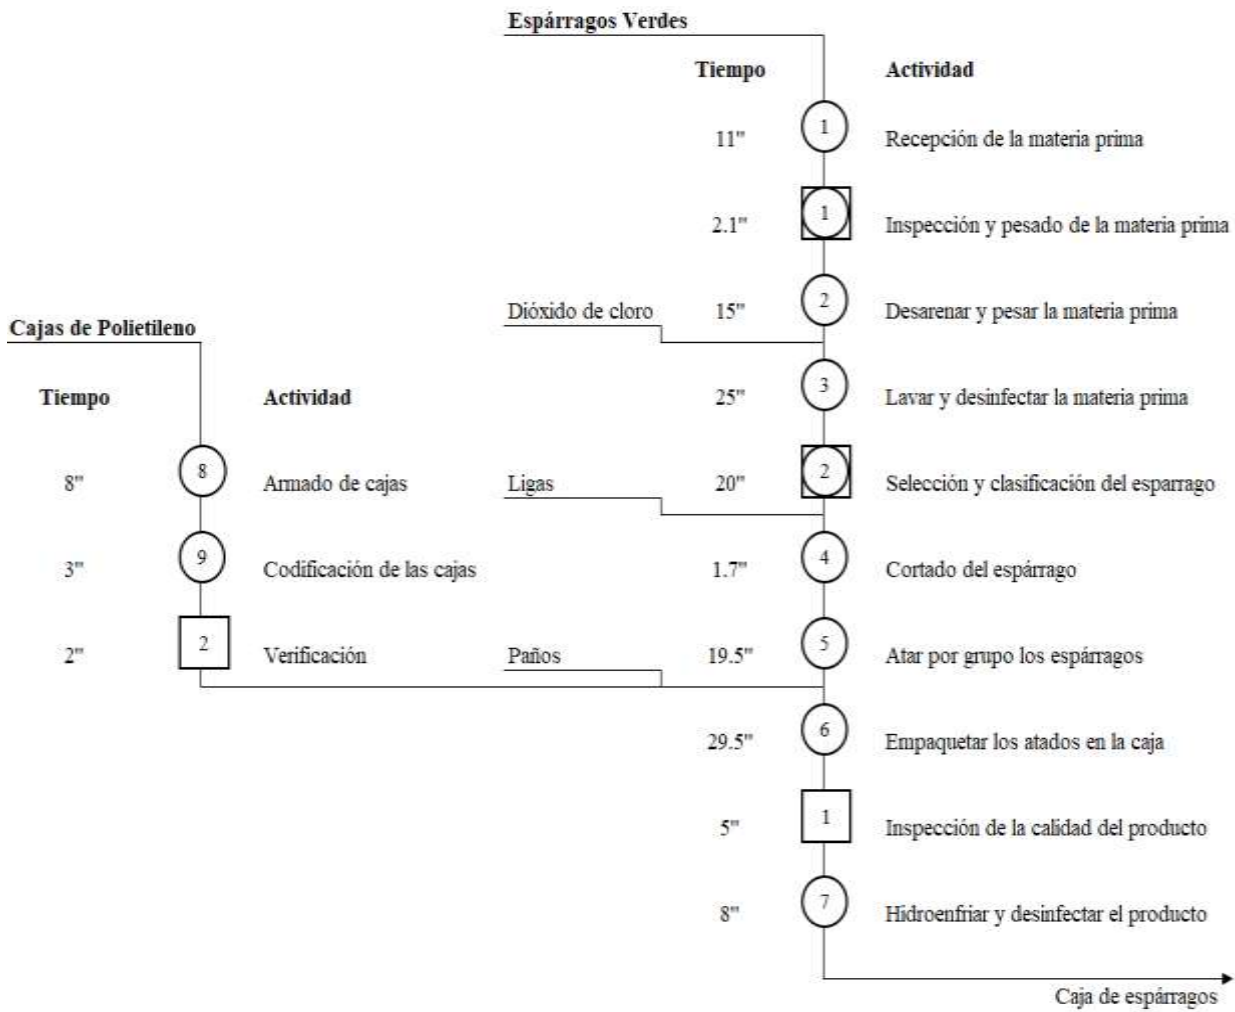 Espárragos Verdes
Tiempo Actividad
11" 1 Recepción de la materia prima
2.1" 1 Inspección y pesado de la materia prima
Dióxido de cloro 15" 2 Desarenar y pesar la materia prima
Cajas de Polietileno
Tiempo Actividad 25" 3 Lavar y desinfectar la materia prima
8" 8 Armado de cajas Ligas 20" 2 Selección y clasificación del esparrago
3" 9 Codificación de las cajas 1.7" 4 Cortado del espárrago
2" 2 Verificación Paños 19.5" 5 Atar por grupo los espárragos
29.5" 6 Empaquetar los atados en la caja
5" 1 Inspección de la calidad del producto
8" 7 Hidroenfriar y desinfectar el producto
Caja de espárragos